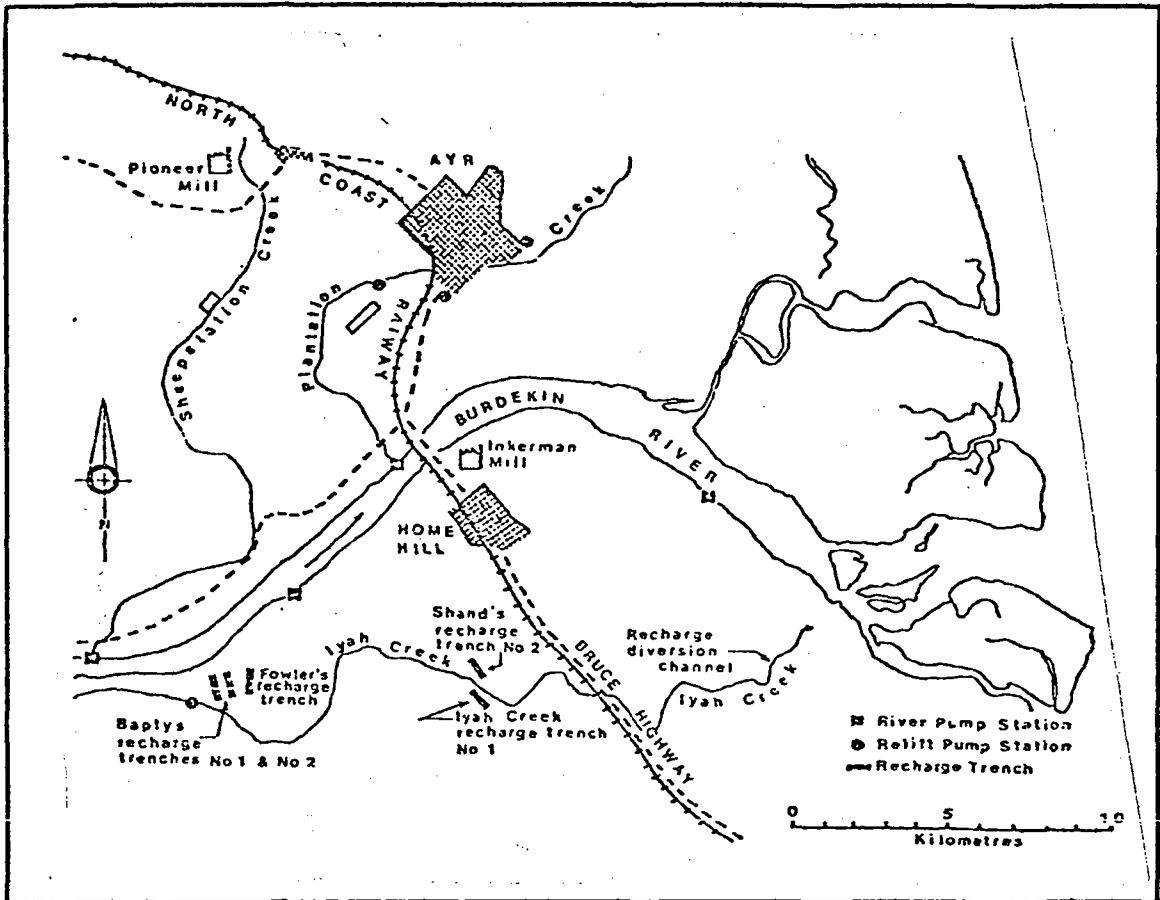 NORTH
COAST
RAILWAY
Pioneer
Mill
AYR
Creek
Sheepstation Creek
Plantation
BURDEKIN
RIVER
Inkerman
Mill
N
HOME
HILL
Shand's
recharge
trench No 2
Iyah Creek
Recharge
diversion
channel
Iyah Creek
Fowler's
recharge
trench
BRUCE HIGHWAY
Iyah Creek
recharge trench
No 1
Baptys
recharge
trenches No 1 & No 2
River Pump Station
Relift Pump Station
Recharge Trench
0 5 10
Kilometres